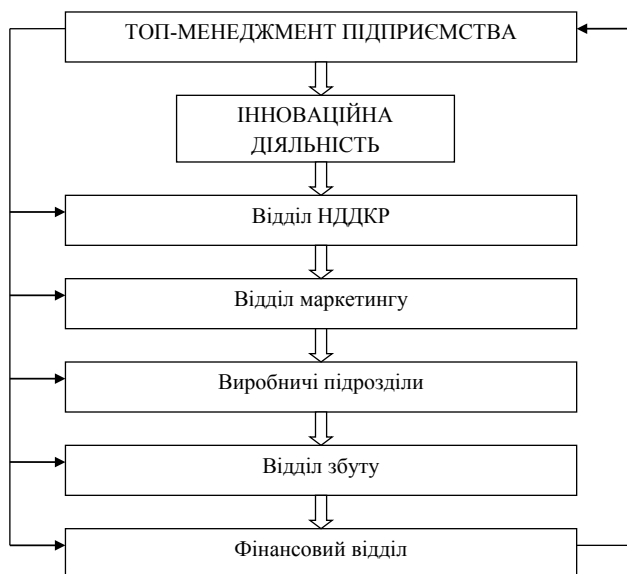 ТОП-МЕНЕДЖМЕНТ ПІДПРИЄМСТВА
ІННОВАЦІЙНА
ДІЯЛЬНІСТЬ
Відділ НДДКР
Відділ маркетингу
Виробничі підрозділи
Відділ збуту
Фінансовий відділ